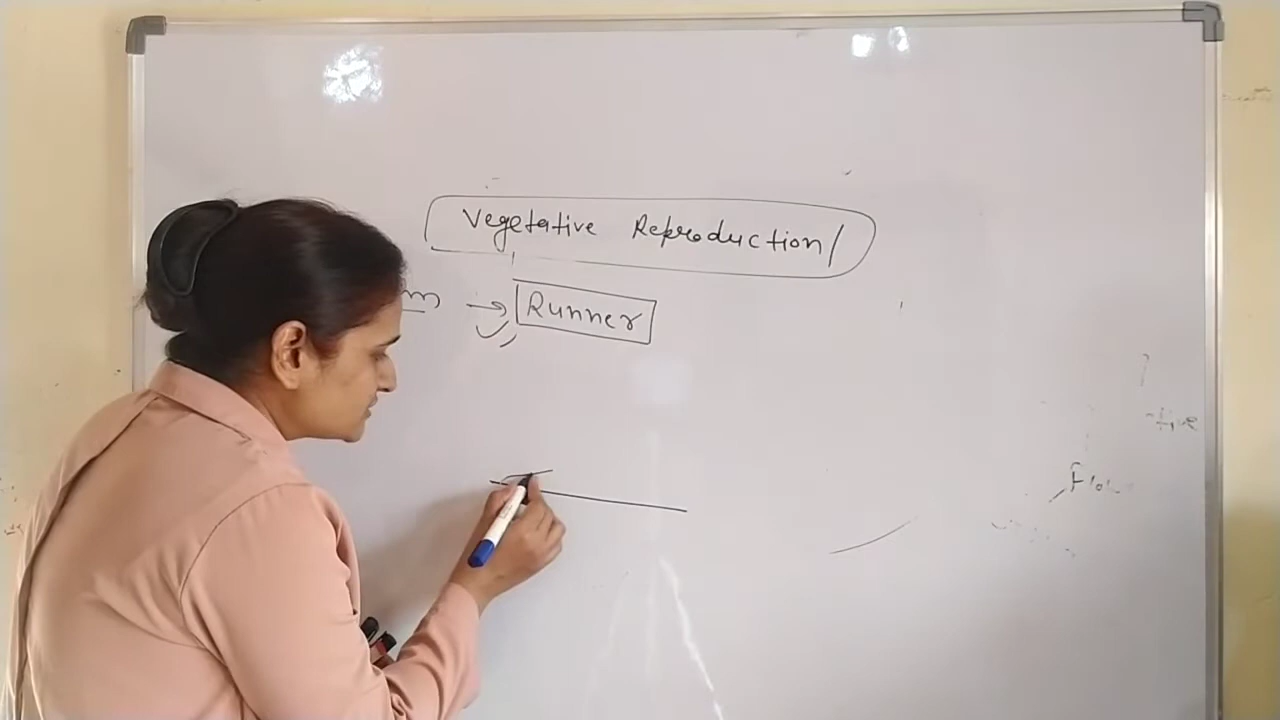 Vegetative Reproduction/
→ Runner